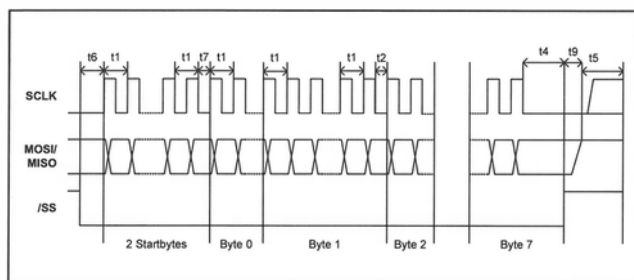 t6 t1 t1 t7 t1 t1 t1 t2 t4 t9 t5
SCLK
MOSI/
MISO
/SS
2 Startbytes Byte 0 Byte 1 Byte 2 Byte 7